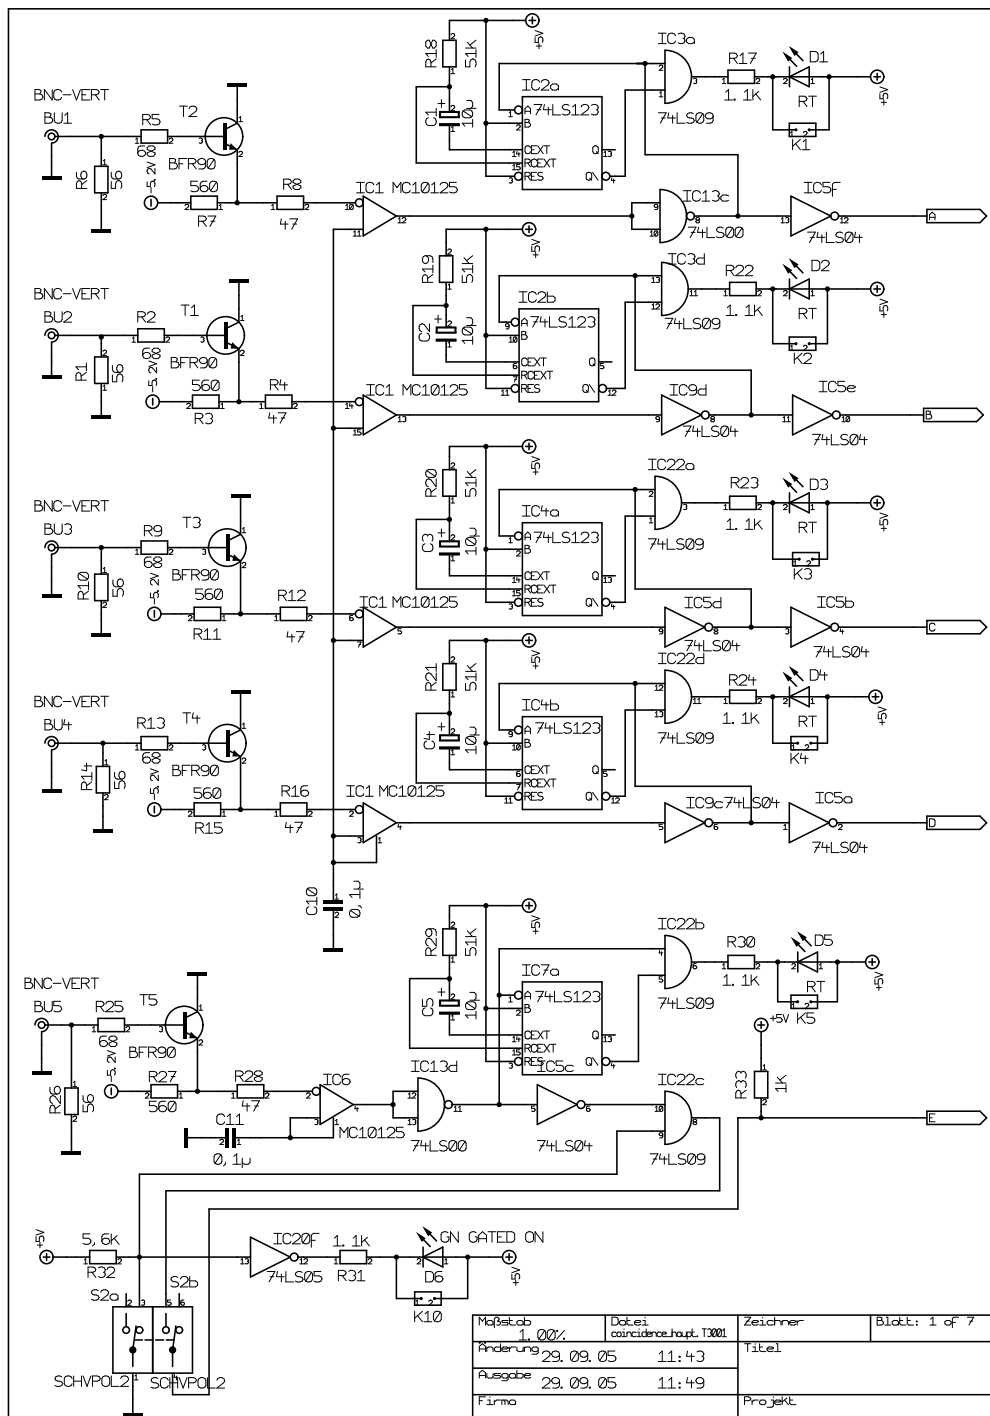 IC3a
R18
51K
+5V
R17
1.1K
D1
RT
+5V
K1
IC2a
74LS123
C1
10µ
A
B
CEXT
RCEXT
RES
Q
Q\
74LS09
BNC-VERT
BU1
R5
68
T2
BFR90
R6
56
-5.2V
560
R7
R8
47
IC1 MC10125
IC13c
74LS00
IC5f
74LS04
A
R19
51K
+5V
IC3d
R22
1.1K
D2
RT
+5V
K2
IC2b
74LS123
C2
10µ
A
B
CEXT
RCEXT
RES
Q
Q\
74LS09
BNC-VERT
BU2
R2
68
T1
BFR90
R1
56
-5.2V
560
R3
R4
47
IC1 MC10125
IC9d
74LS04
IC5e
74LS04
B
R20
51K
+5V
IC22a
R23
1.1K
D3
RT
+5V
K3
IC4a
74LS123
C3
10µ
A
B
CEXT
RCEXT
RES
Q
Q\
74LS09
BNC-VERT
BU3
R9
68
T3
BFR90
R10
56
-5.2V
560
R11
R12
47
IC1 MC10125
IC5d
74LS04
IC5b
74LS04
C
R21
51K
+5V
IC22d
R24
1.1K
D4
RT
+5V
K4
IC4b
74LS123
C4
10µ
A
B
CEXT
RCEXT
RES
Q
Q\
74LS09
BNC-VERT
BU4
R13
68
T4
BFR90
R14
56
-5.2V
560
R15
R16
47
IC1 MC10125
IC9c 74LS04
IC5a
74LS04
D
C10
0,1µ
R29
51K
+5V
IC22b
R30
1.1K
D5
RT
+5V
K5
IC7a
74LS123
C5
10µ
A
B
CEXT
RCEXT
RES
Q
Q\
74LS09
BNC-VERT
BU5
R25
68
T5
BFR90
R26
56
-5.2V
R27
560
R28
47
IC6
MC10125
C11
0,1µ
IC13d
74LS00
IC5c
74LS04
IC22c
74LS09
+5V
R33
1K
E
+5V
5,6K
R32
IC20f
74LS05
1.1K
R31
GN GATED ON
D6
+5V
K10
S2a
S2b
SCHVPOL2
SCHVPOL2
Maßstab
1.00%
Datei
coincidence_haupt.T3001
Zeichner
Blatt: 1 of 7
Änderung
29.09.05 11:43
Titel
Ausgabe
29.09.05 11:49
Firma
Projekt